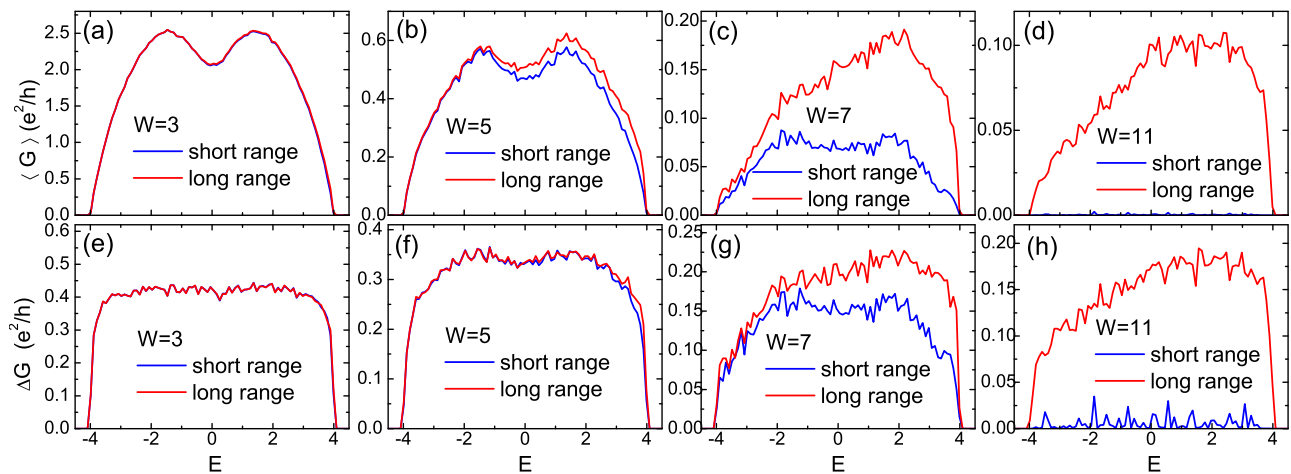 (a)
2.5
2.0
1.5
1.0
0.5
0.0
⟨ G ⟩ (e²/h)
W=3
short range
long range
(b)
0.6
0.4
0.2
0.0
W=5
short range
long range
(c)
0.20
0.15
0.10
0.05
0.00
W=7
short range
long range
(d)
0.10
0.05
0.00
W=11
short range
long range
(e)
0.6
0.5
0.4
0.3
0.2
0.1
0.0
ΔG (e²/h)
W=3
short range
long range
-4 -2 0 2 4
E
(f)
0.4
0.3
0.2
0.1
0.0
W=5
short range
long range
-4 -2 0 2 4
E
(g)
0.25
0.20
0.15
0.10
0.05
0.00
W=7
short range
long range
-4 -2 0 2 4
E
(h)
0.20
0.15
0.10
0.05
0.00
W=11
short range
long range
-4 -2 0 2 4
E